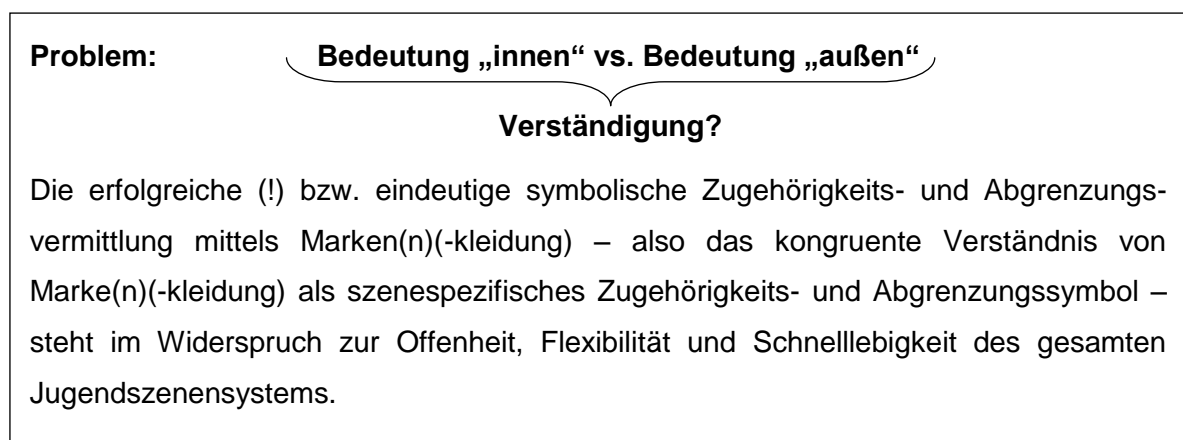 Problem: Bedeutung „innen“ vs. Bedeutung „außen“
Verständigung?
Die erfolgreiche (!) bzw. eindeutige symbolische Zugehörigkeits- und Abgrenzungs-
vermittlung mittels Marken(n)(-kleidung) – also das kongruente Verständnis von
Marke(n)(-kleidung) als szenespezifisches Zugehörigkeits- und Abgrenzungssymbol –
steht im Widerspruch zur Offenheit, Flexibilität und Schnelllebigkeit des gesamten
Jugendszenensystems.